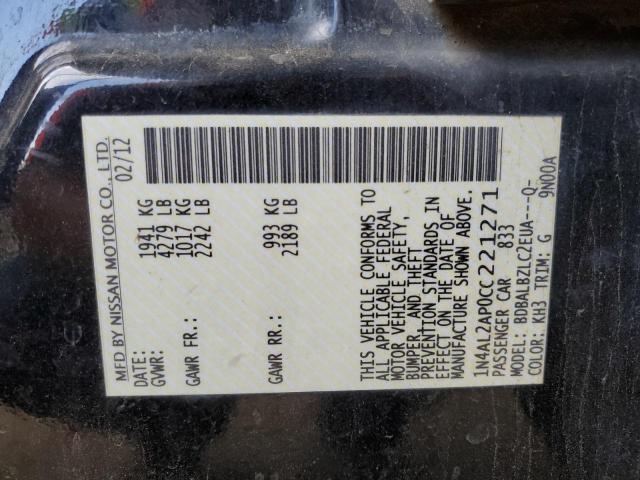 MFD BY NISSAN MOTOR CO., LTD.
02/12
GVWR: 1941 KG
4279 LB
GAWR FR.: 1017 KG
2242 LB
GAWR RR.: 993 KG
2189 LB
THIS VEHICLE CONFORMS TO
ALL APPLICABLE FEDERAL
MOTOR VEHICLE SAFETY,
BUMPER, AND THEFT
PREVENTION STANDARDS IN
EFFECT ON THE DATE OF
MANUFACTURE SHOWN ABOVE.
1N4AL2AP0CC221271
PASSENGER CAR 833
MODEL: BDBALBZLC2EUA---Q-
COLOR: KH3 TRIM: G 9N00A